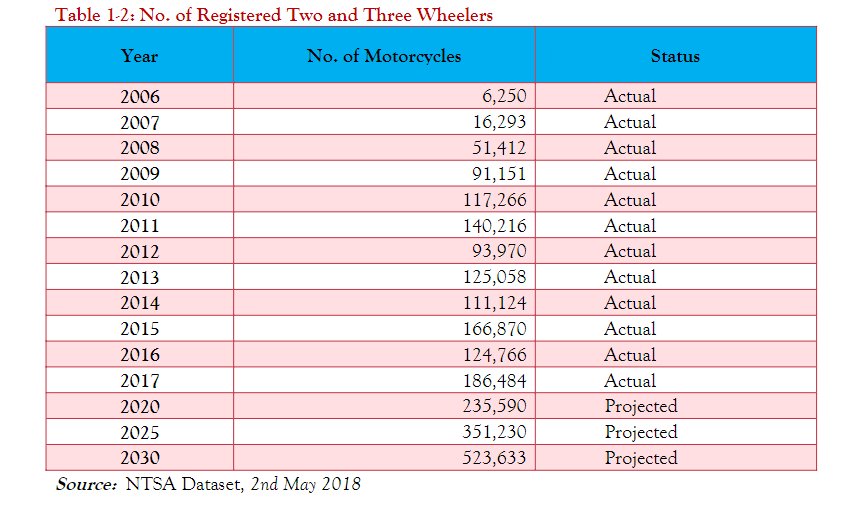 Table 1-2: No. of Registered Two and Three Wheelers
Year No. of Motorcycles Status
2006 6,250 Actual
2007 16,293 Actual
2008 51,412 Actual
2009 91,151 Actual
2010 117,266 Actual
2011 140,216 Actual
2012 93,970 Actual
2013 125,058 Actual
2014 111,124 Actual
2015 166,870 Actual
2016 124,766 Actual
2017 186,484 Actual
2020 235,590 Projected
2025 351,230 Projected
2030 523,633 Projected
Source: NTSA Dataset, 2nd May 2018